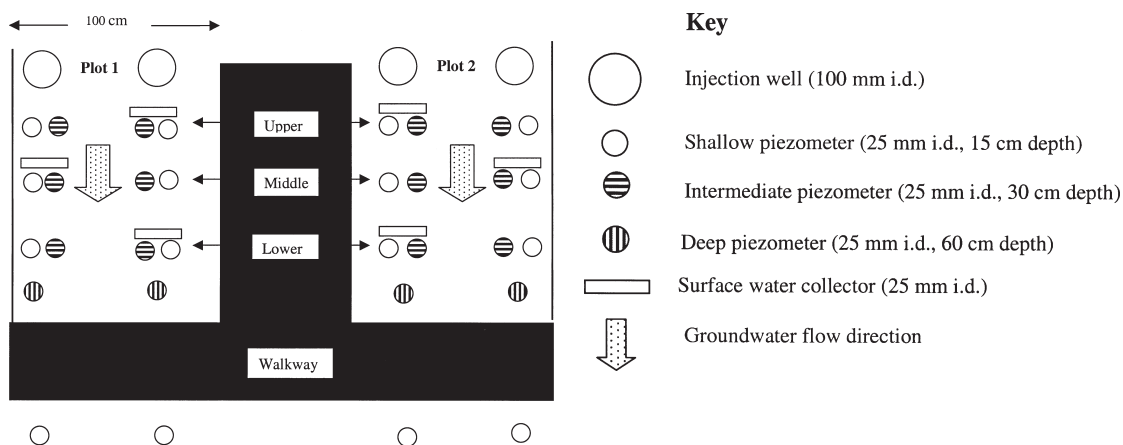 100 cm
Plot 1
Plot 2
Upper
Middle
Lower
Walkway
Key
Injection well (100 mm i.d.)
Shallow piezometer (25 mm i.d., 15 cm depth)
Intermediate piezometer (25 mm i.d., 30 cm depth)
Deep piezometer (25 mm i.d., 60 cm depth)
Surface water collector (25 mm i.d.)
Groundwater flow direction